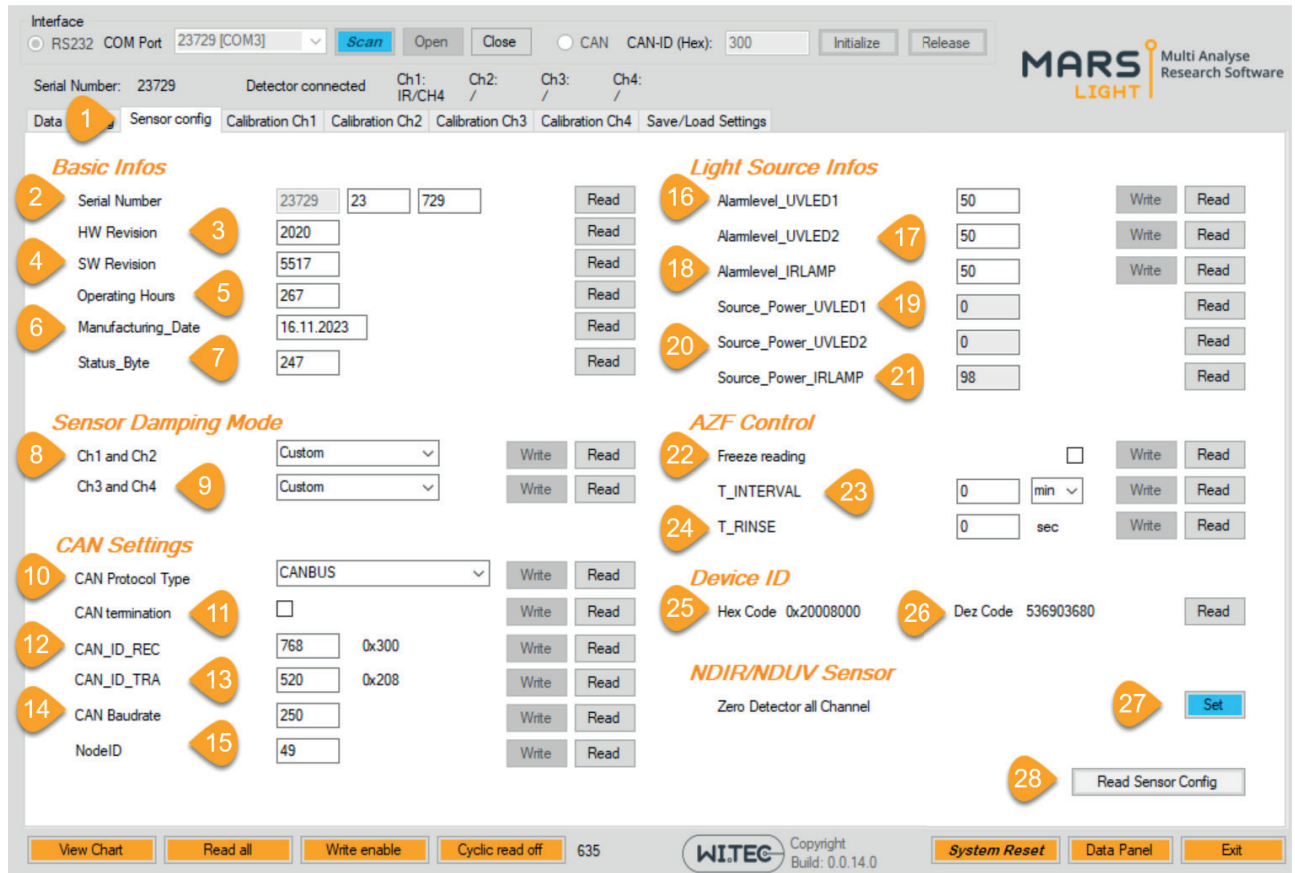 Interface
RS232 COM Port 23729 [COM3] Scan Open Close CAN CAN-ID (Hex): 300 Initialize Release
MARS LIGHT
Multi Analyse
Research Software
Serial Number: 23729 Detector connected Ch1: IR/CH4 Ch2: / Ch3: / Ch4: /
Data 1 g Sensor config Calibration Ch1 Calibration Ch2 Calibration Ch3 Calibration Ch4 Save/Load Settings
Basic Infos
2 Serial Number 23729 23 729 Read
HW Revision 3 2020 Read
4 SW Revision 5517 Read
Operating Hours 5 267 Read
6 Manufacturing_Date 16.11.2023 Read
Status_Byte 7 247 Read
Sensor Damping Mode
8 Ch1 and Ch2 Custom Write Read
Ch3 and Ch4 9 Custom Write Read
CAN Settings
10 CAN Protocol Type CANBUS Write Read
CAN termination 11 Write Read
12 CAN_ID_REC 768 0x300 Write Read
CAN_ID_TRA 13 520 0x208 Write Read
14 CAN Baudrate 250 Write Read
NodeID 15 49 Write Read
Light Source Infos
16 Alarmlevel_UVLED1 50 Write Read
Alarmlevel_UVLED2 17 50 Write Read
18 Alarmlevel_IRLAMP 50 Write Read
Source_Power_UVLED1 19 0 Read
20 Source_Power_UVLED2 0 Read
Source_Power_IRLAMP 21 98 Read
AZF Control
22 Freeze reading Write Read
T_INTERVAL 23 0 min Write Read
24 T_RINSE 0 sec Write Read
Device ID
25 Hex Code 0x20008000 26 Dez Code 536903680 Read
NDIR/NDUV Sensor
Zero Detector all Channel 27 Set
28 Read Sensor Config
View Chart Read all Write enable Cyclic read off 635 WI.TEC Copyright
Build: 0.0.14.0
System Reset Data Panel Exit